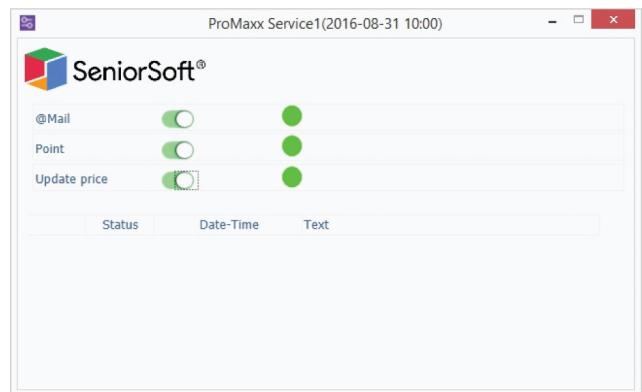 ProMaxx Service1(2016-08-31 10:00)
SeniorSoft®
@Mail
Point
Update price
Status Date-Time Text